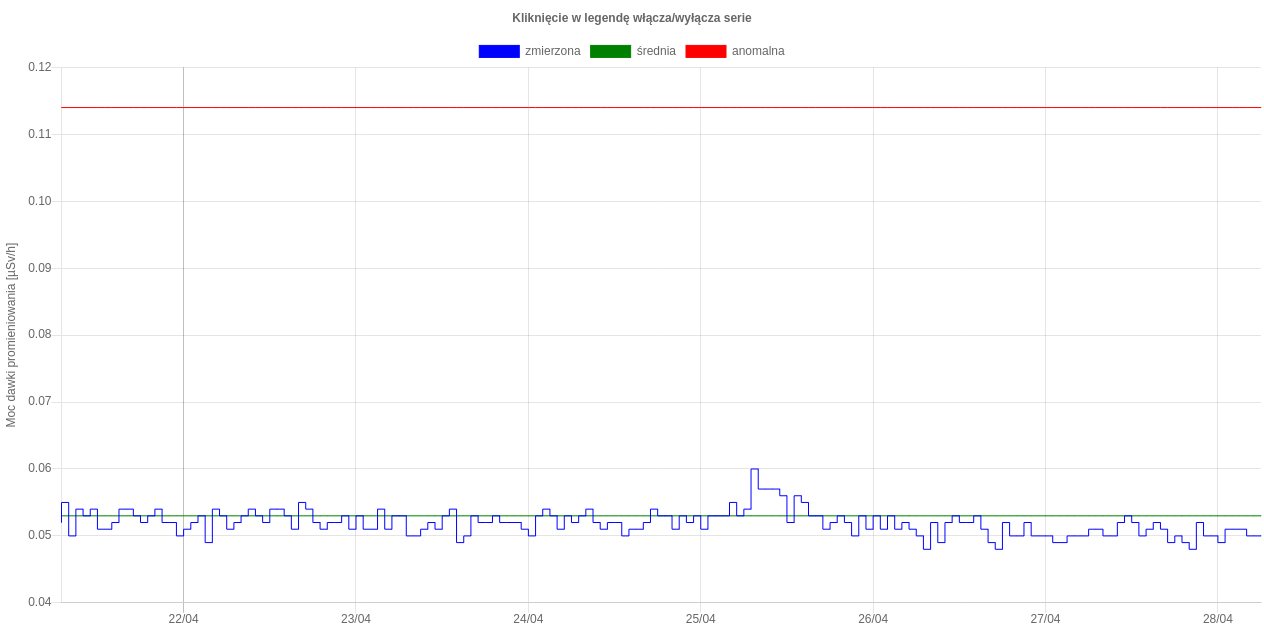 Kliknięcie w legendę włącza/wyłącza serie
zmierzona średnia anomalna
Moc dawki promieniowania [µSv/h]
0.12
0.11
0.10
0.09
0.08
0.07
0.06
0.05
0.04
22/04 23/04 24/04 25/04 26/04 27/04 28/04